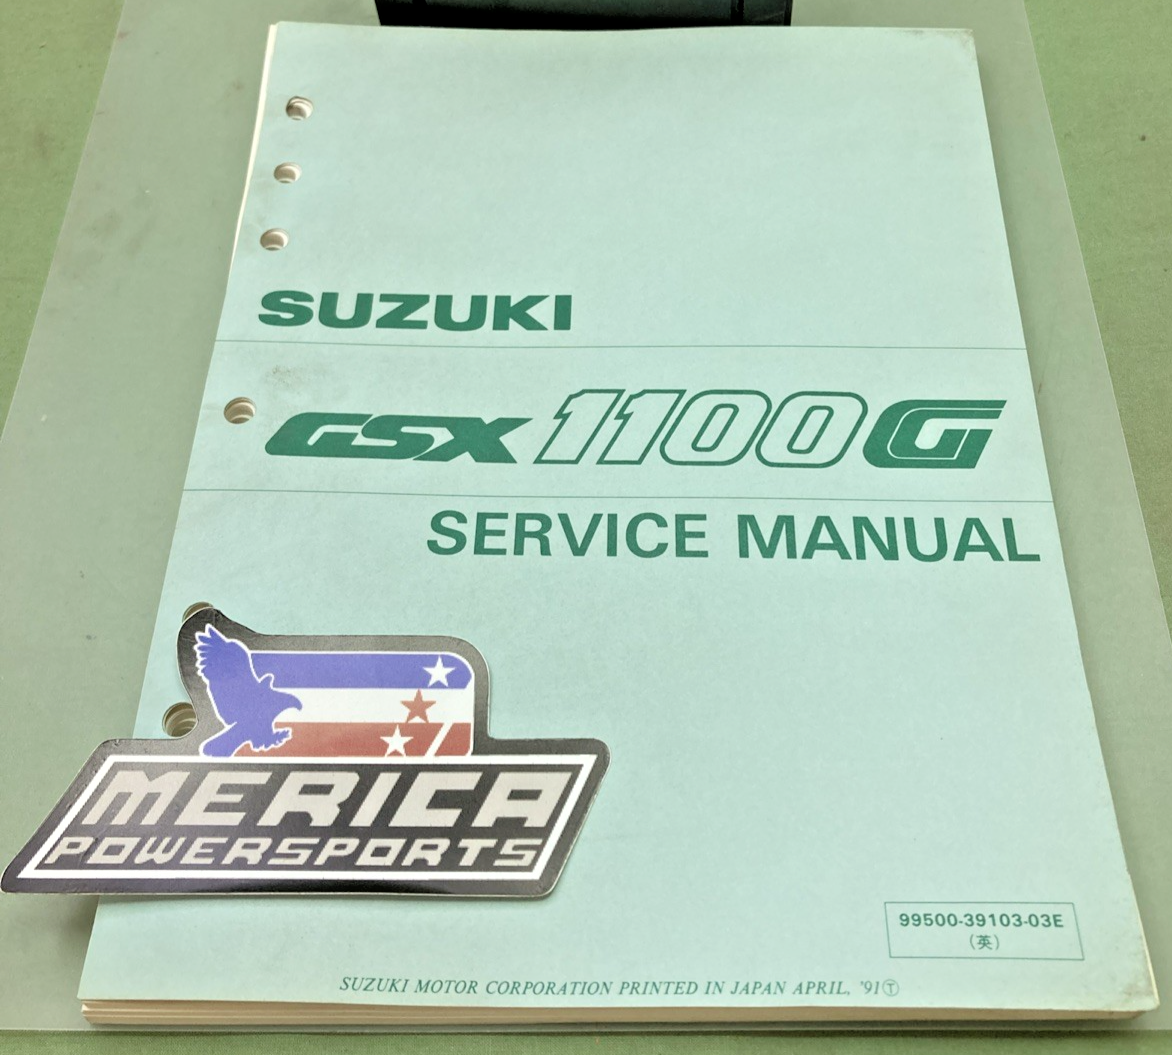 SUZUKI
GSX 1100 G
SERVICE MANUAL
MERICA
POWERSPORTS
99500-39103-03E
(英)
SUZUKI MOTOR CORPORATION PRINTED IN JAPAN APRIL, '91 Ⓣ